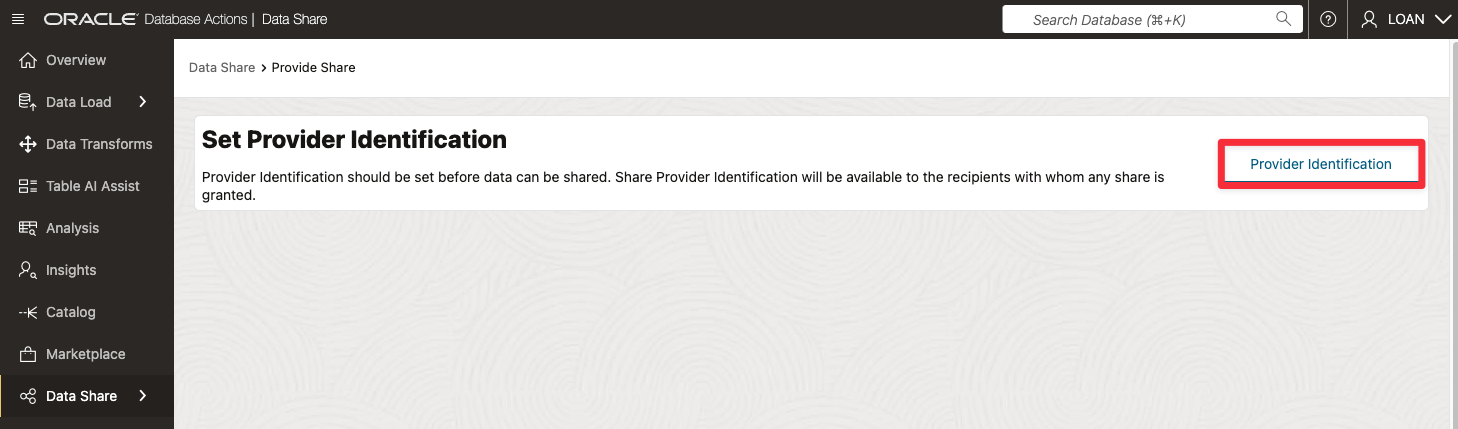 ORACLE Database Actions | Data Share
Search Database (⌘+K)
LOAN
Overview
Data Load
Data Transforms
Table AI Assist
Analysis
Insights
Catalog
Marketplace
Data Share
Data Share > Provide Share
Set Provider Identification
Provider Identification should be set before data can be shared. Share Provider Identification will be available to the recipients with whom any share is
granted.
Provider Identification